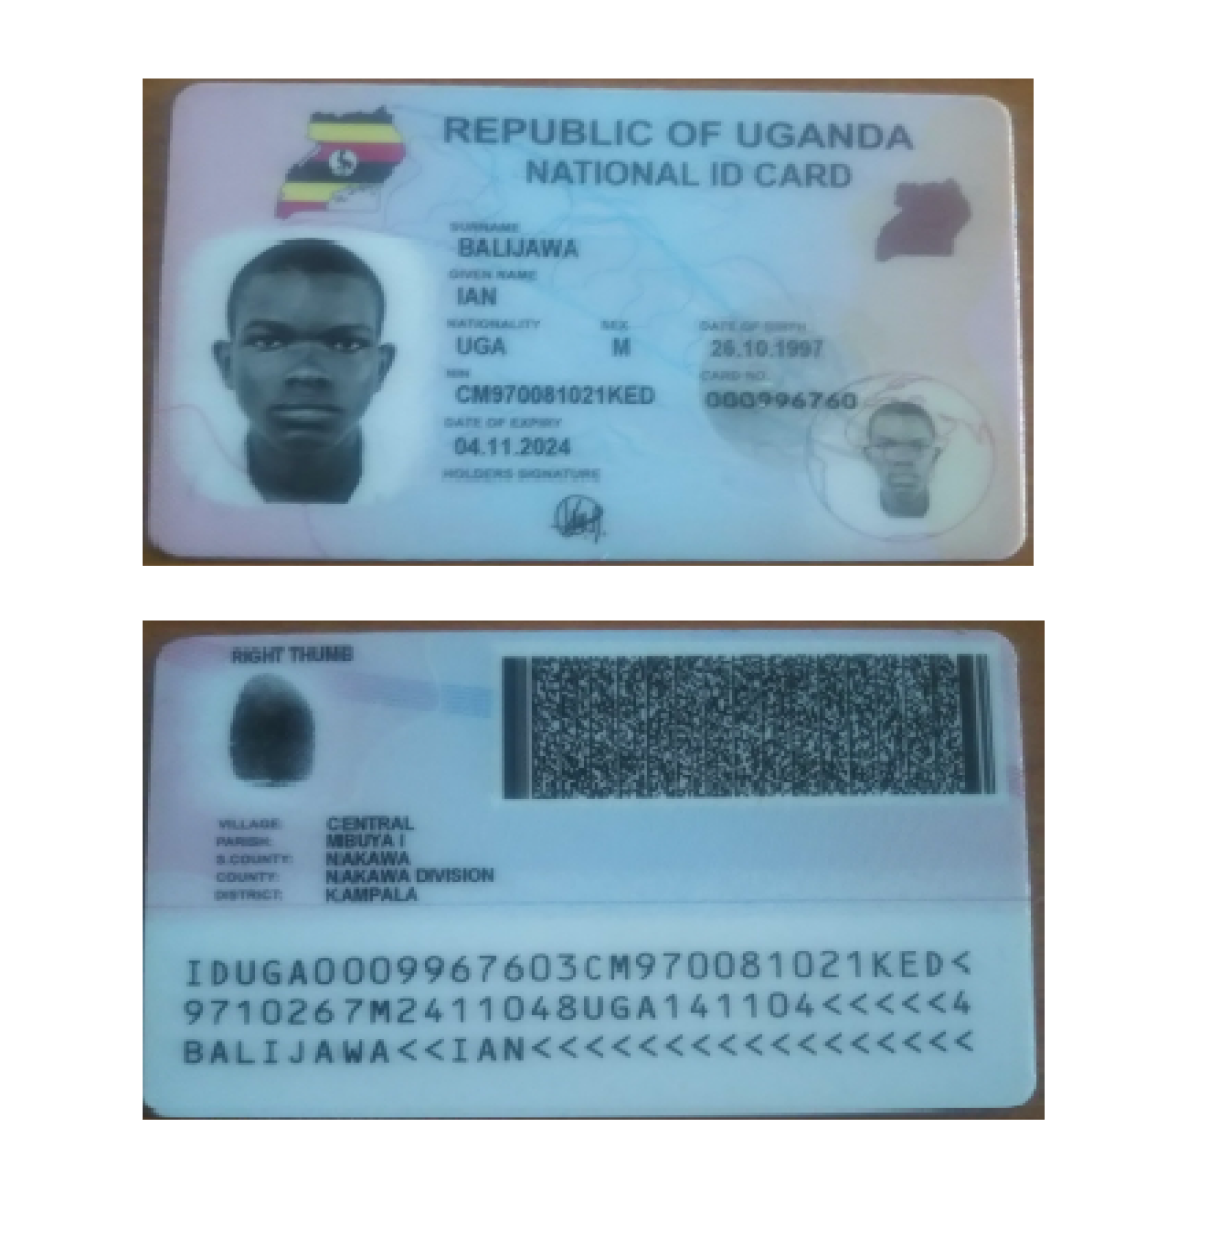 REPUBLIC OF UGANDA
NATIONAL ID CARD
SURNAME
BALIJAWA
GIVEN NAME
IAN
NATIONALITY SEX DATE OF BIRTH
UGA M 26.10.1997
NIN CARD NO.
CM970081021KED 000996760
DATE OF EXPIRY
04.11.2024
HOLDERS SIGNATURE
RIGHT THUMB
VILLAGE: CENTRAL
PARISH: MBUYA I
S.COUNTY: NAKAWA
COUNTY: NAKAWA DIVISION
DISTRICT: KAMPALA
IDUGA0009967603CM970081021KED<
9710267M2411048UGA141104<<<<<4
BALIJAWA<<IAN<<<<<<<<<<<<<<<<<